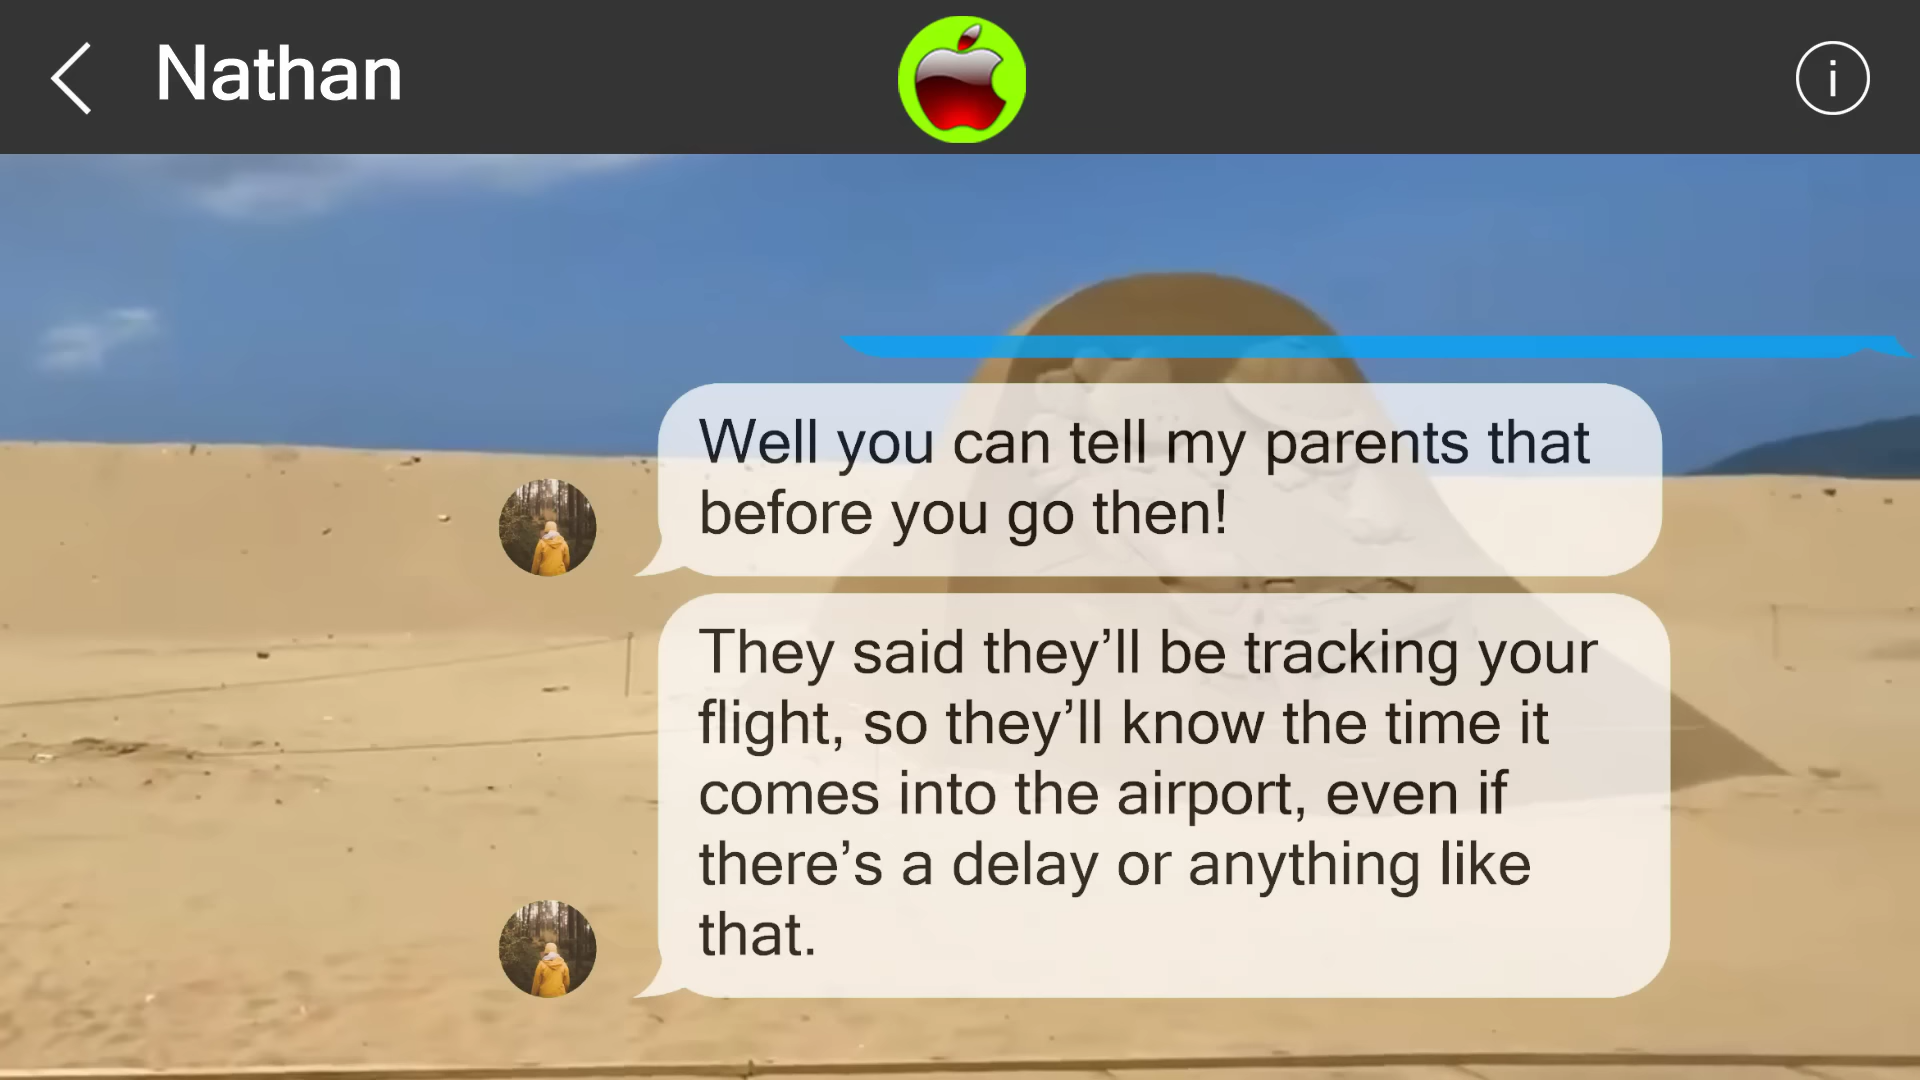 Nathan
i
Well you can tell my parents that
before you go then!
They said they’ll be tracking your
flight, so they’ll know the time it
comes into the airport, even if
there’s a delay or anything like
that.